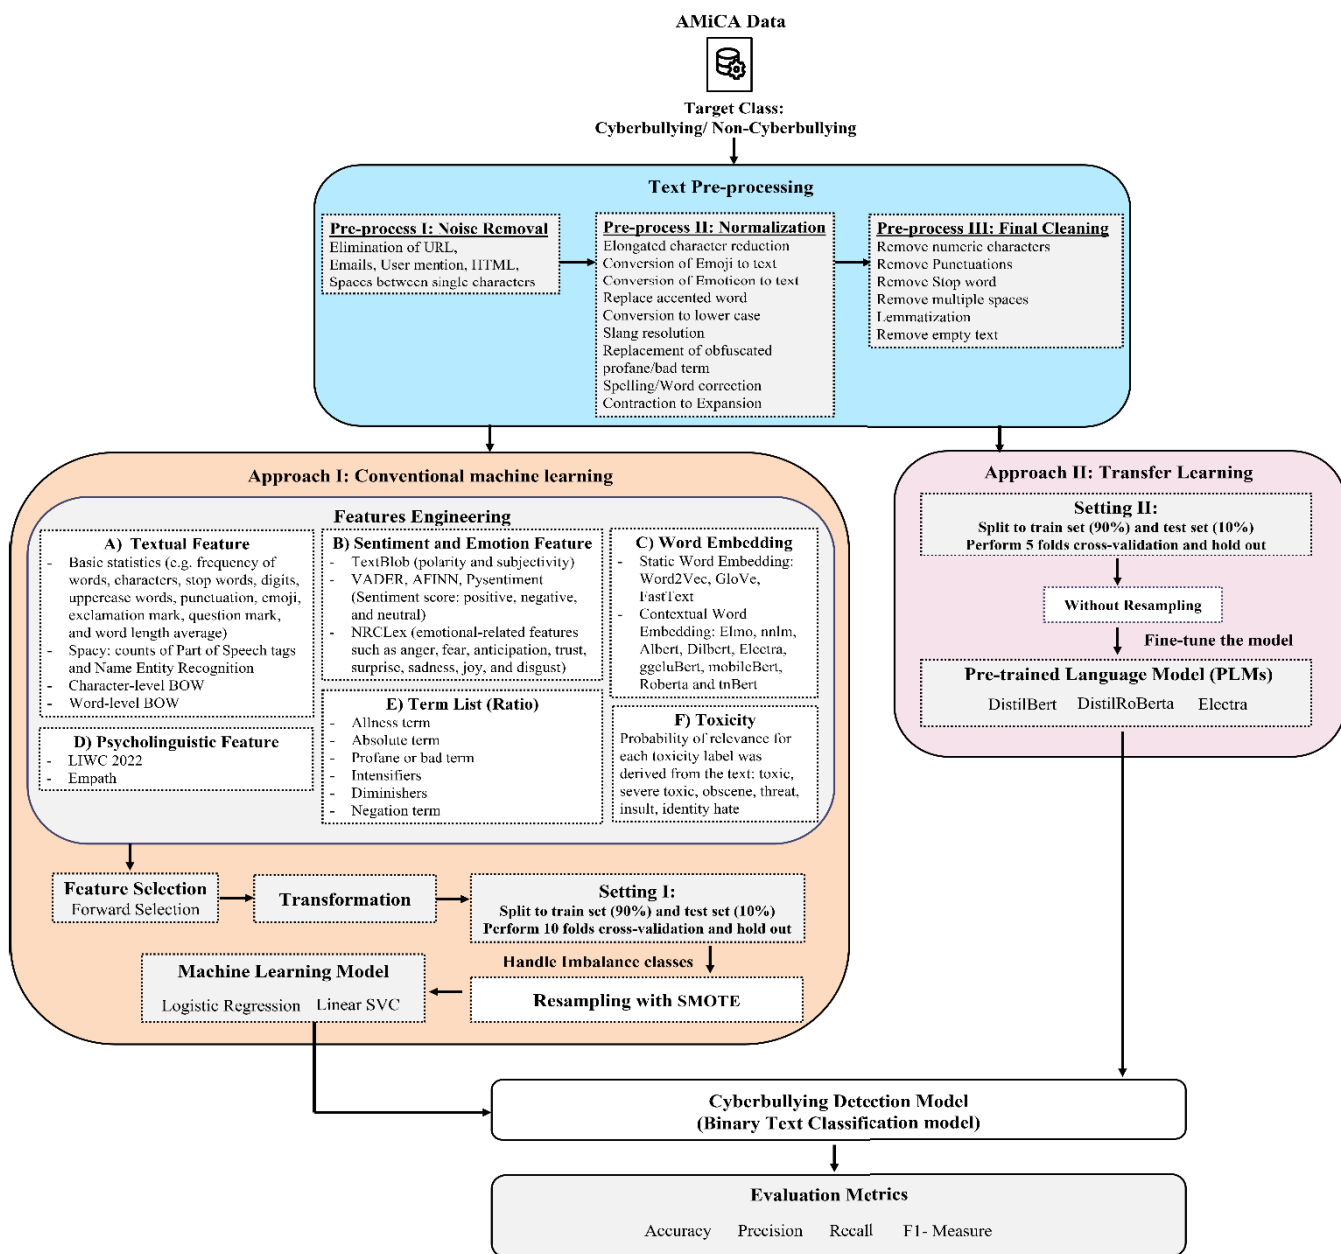 AMiCA Data
Target Class:
Cyberbullying/ Non-Cyberbullying
Text Pre-processing
Pre-process I: Noise Removal
Elimination of URL,
Emails, User mention, HTML,
Spaces between single characters
Pre-process II: Normalization
Elongated character reduction
Conversion of Emoji to text
Conversion of Emoticon to text
Replace accented word
Conversion to lower case
Slang resolution
Replacement of obfuscated
profane/bad term
Spelling/Word correction
Contraction to Expansion
Pre-process III: Final Cleaning
Remove numeric characters
Remove Punctuations
Remove Stop word
Remove multiple spaces
Lemmatization
Remove empty text
Approach I: Conventional machine learning
Features Engineering
A) Textual Feature
- Basic statistics (e.g. frequency of
words, characters, stop words, digits,
uppercase words, punctuation, emoji,
exclamation mark, question mark,
and word length average)
- Spacy: counts of Part of Speech tags
and Name Entity Recognition
- Character-level BOW
- Word-level BOW
B) Sentiment and Emotion Feature
- TextBlob (polarity and subjectivity)
- VADER, AFINN, Pysentiment
(Sentiment score: positive, negative,
and neutral)
- NRCLex (emotional-related features
such as anger, fear, anticipation, trust,
surprise, sadness, joy, and disgust)
C) Word Embedding
- Static Word Embedding:
Word2Vec, GloVe,
FastText
- Contextual Word
Embedding: Elmo, nnlm,
Albert, Dilbert, Electra,
ggeluBert, mobileBert,
Roberta and tnBert
D) Psycholinguistic Feature
- LIWC 2022
- Empath
E) Term List (Ratio)
- Allness term
- Absolute term
- Profane or bad term
- Intensifiers
- Diminishers
- Negation term
F) Toxicity
Probability of relevance for
each toxicity label was
derived from the text: toxic,
severe toxic, obscene, threat,
insult, identity hate
Feature Selection
Forward Selection
Transformation
Setting I:
Split to train set (90%) and test set (10%)
Perform 10 folds cross-validation and hold out
Handle Imbalance classes
Resampling with SMOTE
Machine Learning Model
Logistic Regression Linear SVC
Approach II: Transfer Learning
Setting II:
Split to train set (90%) and test set (10%)
Perform 5 folds cross-validation and hold out
Without Resampling
Fine-tune the model
Pre-trained Language Model (PLMs)
DistilBert DistilRoBerta Electra
Cyberbullying Detection Model
(Binary Text Classification model)
Evaluation Metrics
Accuracy Precision Recall F1- Measure